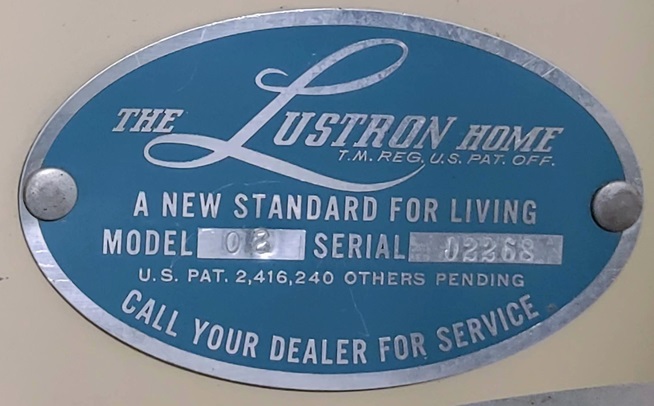 THE LUSTRON HOME
T.M. REG. U.S. PAT. OFF.
A NEW STANDARD FOR LIVING
MODEL 02 SERIAL 02268
U.S. PAT. 2,416,240 OTHERS PENDING
CALL YOUR DEALER FOR SERVICE